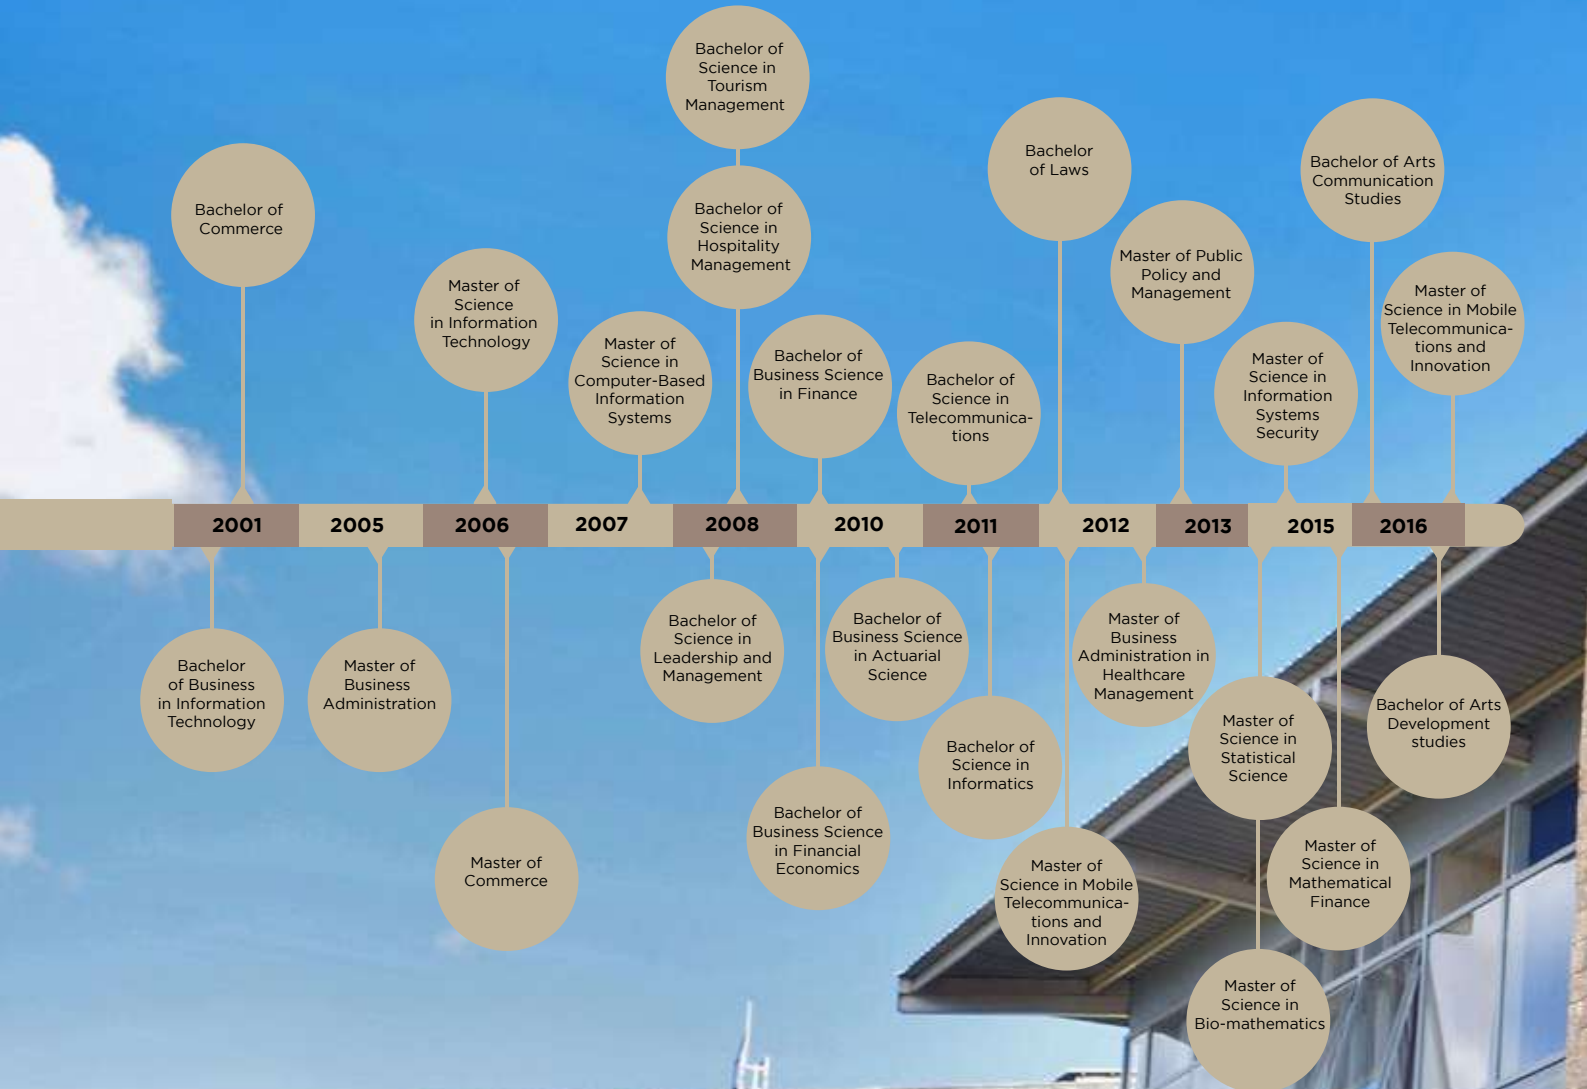 Bachelor of
Science in
Tourism
Management
Bachelor of
Commerce
Bachelor of
Science in
Hospitality
Management
Bachelor
of Laws
Bachelor of Arts
Communication
Studies
Master of
Science
in Information
Technology
Master of Public
Policy and
Management
Master of
Science in Mobile
Telecommunica-
tions and
Innovation
Master of
Science in
Computer-Based
Information
Systems
Bachelor of
Business Science
in Finance
Bachelor of
Science in
Telecommunica-
tions
Master of
Science in
Information
Systems
Security
2001
2005
2006
2007
2008
2010
2011
2012
2013
2015
2016
Bachelor
of Business
in Information
Technology
Master of
Business
Administration
Master of
Commerce
Bachelor of
Science in
Leadership and
Management
Bachelor of
Business Science
in Financial
Economics
Bachelor of
Business Science
in Actuarial
Science
Bachelor of
Science in
Informatics
Master of
Science in Mobile
Telecommunica-
tions and
Innovation
Master of
Business
Administration in
Healthcare
Management
Master of
Science in
Statistical
Science
Master of
Science in
Bio-mathematics
Master of
Science in
Mathematical
Finance
Bachelor of Arts
Development
studies